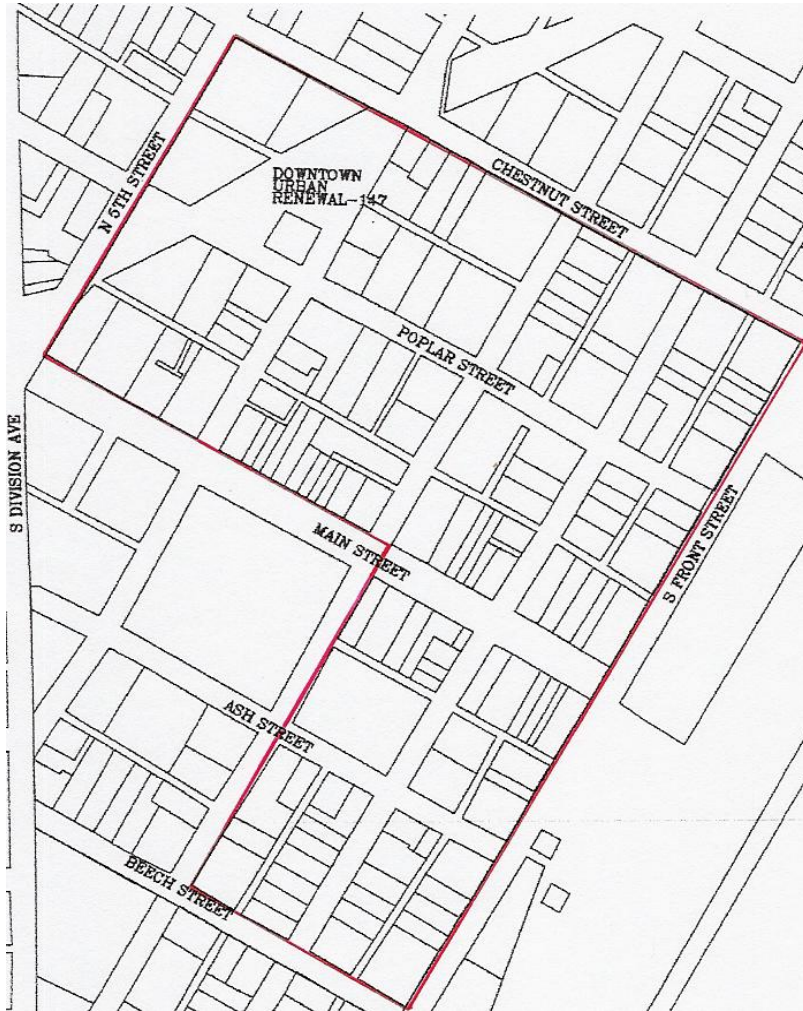 CHESTNUT STREET
N 5TH STREET
DOWNTOWN
URBAN
RENEWAL-147
POPLAR STREET
S DIVISION AVE
MAIN STREET
S FRONT STREET
ASH STREET
BEECH STREET